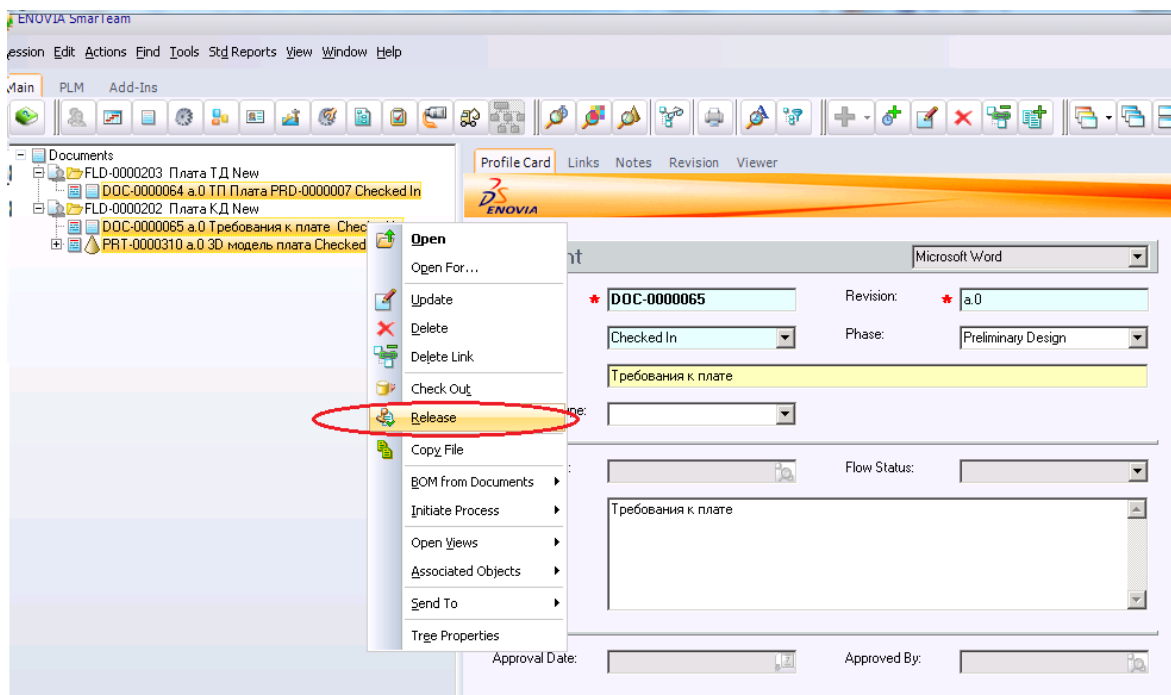 ENOVIA SmarTeam
ession Edit Actions Find Tools Std Reports View Window Help
Main PLM Add-Ins
Documents
FLD-0000203 Плата ТД New
DOC-0000064 a.0 ТП Плата PRD-0000007 Checked In
FLD-0000202 Плата КД New
DOC-0000065 a.0 Требования к плате Chec
PRT-0000310 a.0 3D модель плата Checked
Open
Open For...
Update
Delete
Delete Link
Check Out
Release
Copy File
BOM from Documents
Initiate Process
Open Views
Associated Objects
Send To
Tree Properties
Profile Card Links Notes Revision Viewer
ENOVIA
nt Microsoft Word
* DOC-0000065 Revision: * a.0
Checked In Phase: Preliminary Design
Требования к плате
pe:
: Flow Status:
Требования к плате
Approval Date: Approved By: